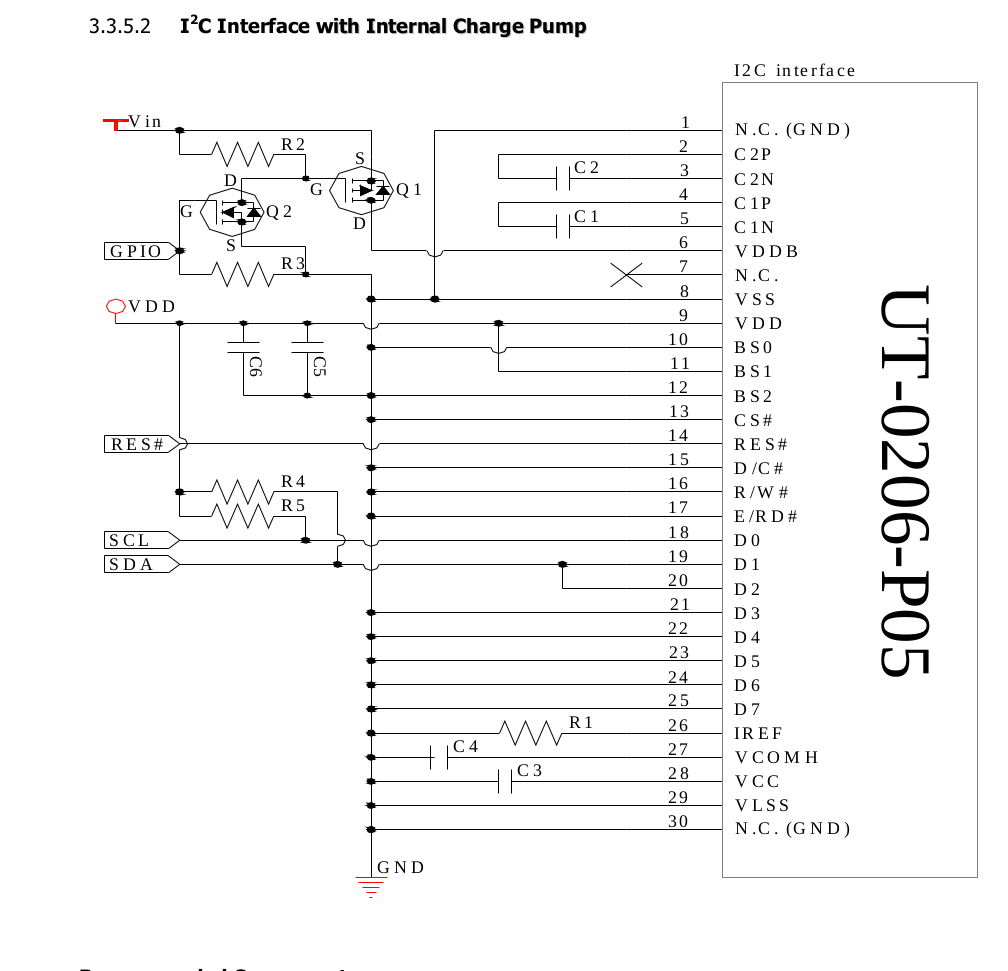 3.3.5.2 I²C Interface with Internal Charge Pump
I2C interface
Vin
1 N.C. (GND)
R2
2 C2P
S
C2
3 C2N
D
G
Q1
4 C1P
G
Q2
C1
5 C1N
D
S
6 VDDB
GPIO
R3
7 N.C.
8 VSS
VDD
9 VDD
10 BS0
C6
C5
11 BS1
12 BS2
13 CS#
RES#
14 RES#
15 D/C#
R4
16 R/W#
R5
17 E/RD#
SCL
18 D0
SDA
19 D1
20 D2
21 D3
22 D4
23 D5
24 D6
25 D7
R1
26 IREF
C4
27 VCOMH
C3
28 VCC
29 VLSS
30 N.C. (GND)
GND
UT-0206-P05